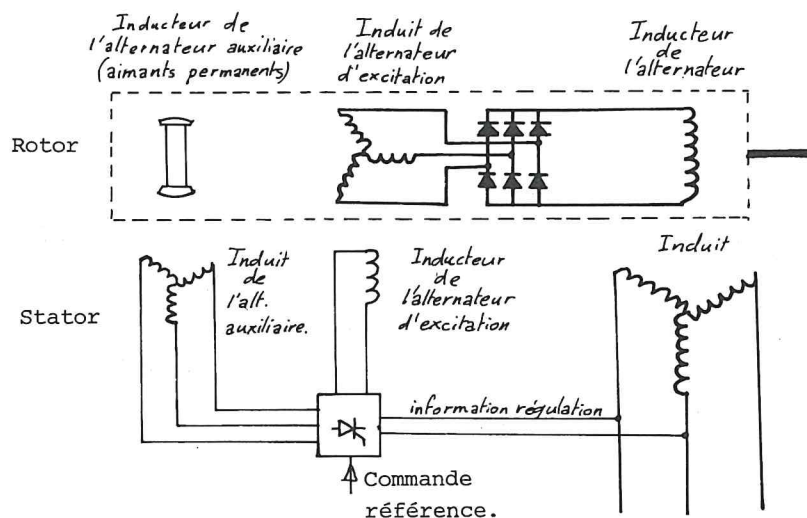 Inducteur de
l'alternateur auxiliaire
(aimants permanents)
Induit de
l'alternateur
d'excitation
Inducteur
de
l'alternateur
Rotor
Stator
Induit
de
l'alt.
auxiliaire.
Inducteur
de
l'alternateur
d'excitation
Induit
information régulation
Commande
référence.